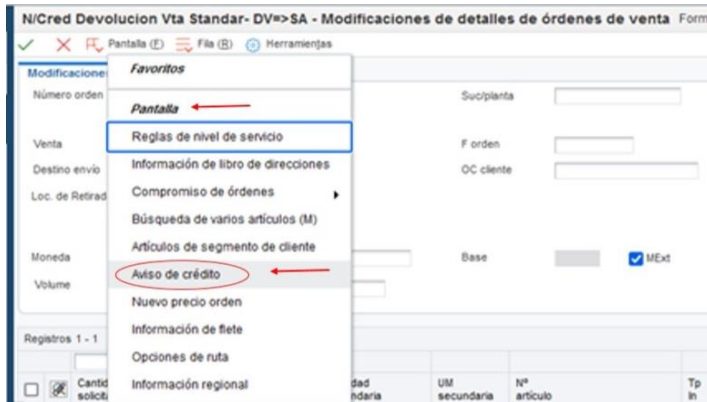 N/Cred Devolucion Vta Standar- DV=>SA - Modificaciones de detalles de órdenes de venta Form
Pantalla (F) Fila (R) Herramientas
Modificacione
Favoritos
Número orden
Suc/planta
Pantalla
Venta
Reglas de nivel de servicio
F orden
Destino envío
Información de libro de direcciones
OC cliente
Loc. de Retirad
Compromiso de órdenes
Búsqueda de varios artículos (M)
Artículos de segmento de cliente
Moneda
Base
MExt
Aviso de crédito
Volume
Nuevo precio orden
Información de flete
Registros 1 - 1
Opciones de ruta
Información regional
Cantid
solicit
dad
ndaria
UM
secundaria
Nº
artículo
Tp
ln